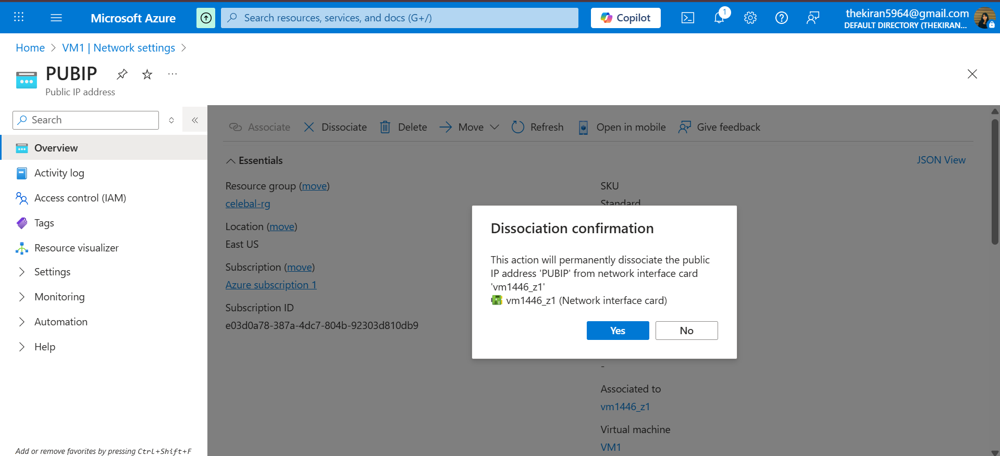 Microsoft Azure
Search resources, services, and docs (G+/)
Copilot
1
thekiran5964@gmail.com
DEFAULT DIRECTORY (THEKIRAN...
Home > VM1 | Network settings >
PUBIP
...
Public IP address
Search
Overview
Activity log
Access control (IAM)
Tags
Resource visualizer
Settings
Monitoring
Automation
Help
Add or remove favorites by pressing Ctrl+Shift+F
Associate Dissociate Delete Move Refresh Open in mobile Give feedback
Essentials
JSON View
Resource group (move)
celebal-rg
Location (move)
East US
Subscription (move)
Azure subscription 1
Subscription ID
e03d0a78-387a-4dc7-804b-92303d810db9
SKU
Standard
Dissociation confirmation
This action will permanently dissociate the public
IP address 'PUBIP' from network interface card
'vm1446_z1'
vm1446_z1 (Network interface card)
Yes
No
-
Associated to
vm1446_z1
Virtual machine
VM1